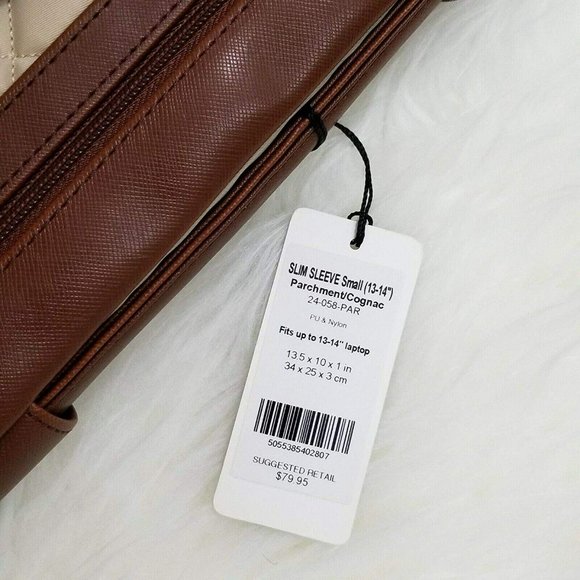 SLIM SLEEVE Small (13-14")
Parchment/Cognac
24-058-PAR
PU & Nylon
Fits up to 13-14" laptop
13.5 x 10 x 1 in
34 x 25 x 3 cm
5055385402807
SUGGESTED RETAIL
$79.95